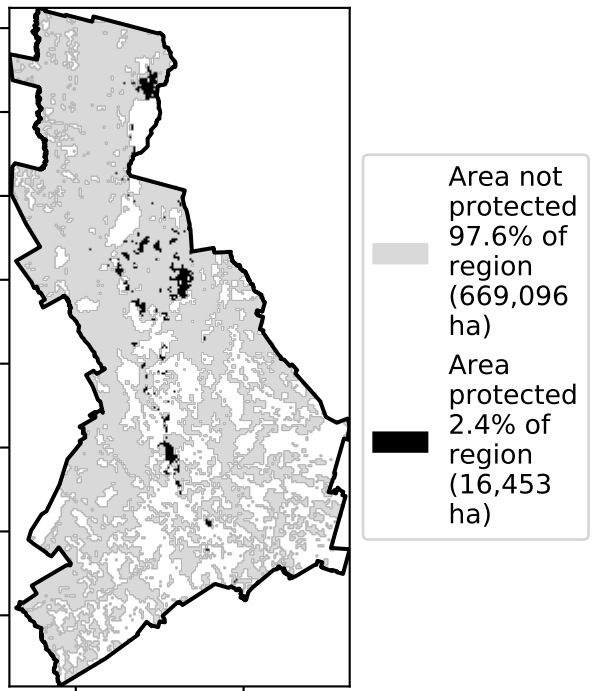 Area not
protected
97.6% of
region
(669,096
ha)
Area
protected
2.4% of
region
(16,453
ha)